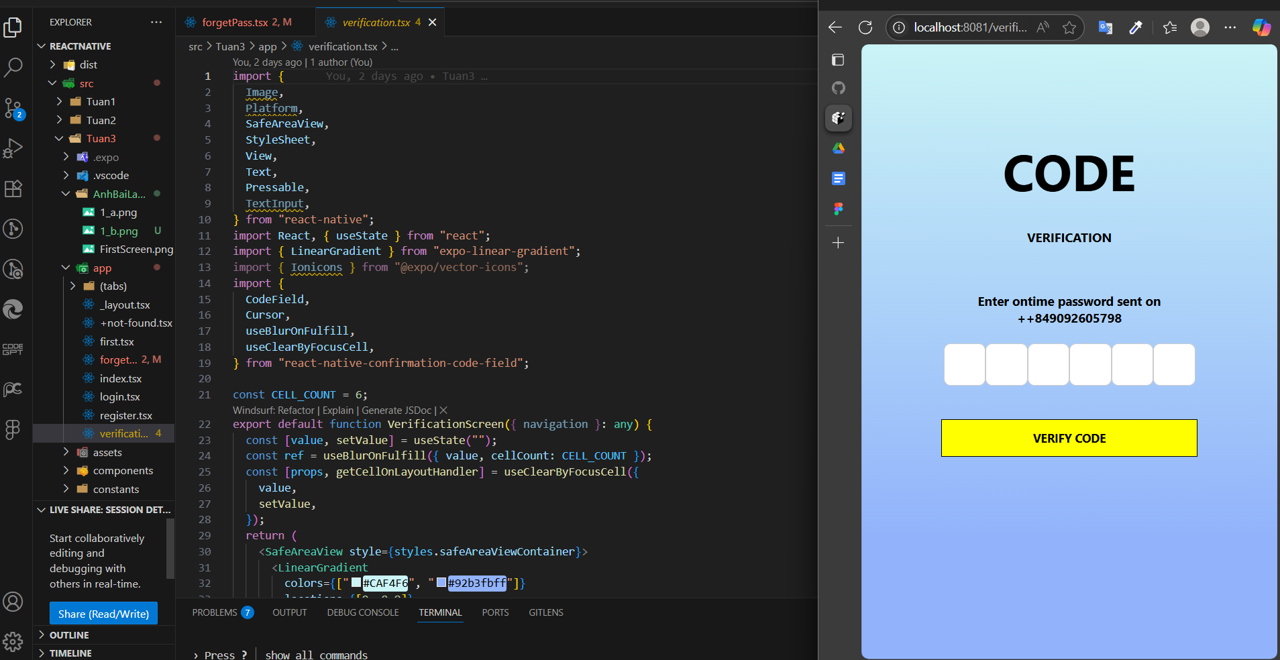 EXPLORER
REACTNATIVE
dist
src
Tuan1
Tuan2
Tuan3
.expo
.vscode
AnhBaiLa...
1_a.png
1_b.png U
FirstScreen.png
app
(tabs)
_layout.tsx
+not-found.tsx
first.tsx
forget... 2, M
index.tsx
login.tsx
register.tsx
verificati... 4
assets
components
constants
LIVE SHARE: SESSION DET...
Start collaboratively
editing and
debugging with
others in real-time.
Share (Read/Write)
OUTLINE
TIMELINE
2
CODE
GPT
forgetPass.tsx 2, M
verification.tsx 4
src > Tuan3 > app > verification.tsx > ...
You, 2 days ago | 1 author (You)
1 import { You, 2 days ago • Tuan3 …
2 Image,
3 Platform,
4 SafeAreaView,
5 StyleSheet,
6 View,
7 Text,
8 Pressable,
9 TextInput,
10 } from "react-native";
11 import React, { useState } from "react";
12 import { LinearGradient } from "expo-linear-gradient";
13 import { Ionicons } from "@expo/vector-icons";
14 import {
15 CodeField,
16 Cursor,
17 useBlurOnFulfill,
18 useClearByFocusCell,
19 } from "react-native-confirmation-code-field";
20
21 const CELL_COUNT = 6;
Windsurf: Refactor | Explain | Generate JSDoc | X
22 export default function VerificationScreen({ navigation }: any) {
23 const [value, setValue] = useState("");
24 const ref = useBlurOnFulfill({ value, cellCount: CELL_COUNT });
25 const [props, getCellOnLayoutHandler] = useClearByFocusCell({
26 value,
27 setValue,
28 });
29 return (
30 <SafeAreaView style={styles.safeAreaViewContainer}>
31 <LinearGradient
32 colors={["#CAF4F6", "#92b3fbff"]}
PROBLEMS 7 OUTPUT DEBUG CONSOLE TERMINAL PORTS GITLENS
› Press ? │ show all commands
localhost:8081/verifi...
CODE
VERIFICATION
Enter ontime password sent on
++849092605798
VERIFY CODE